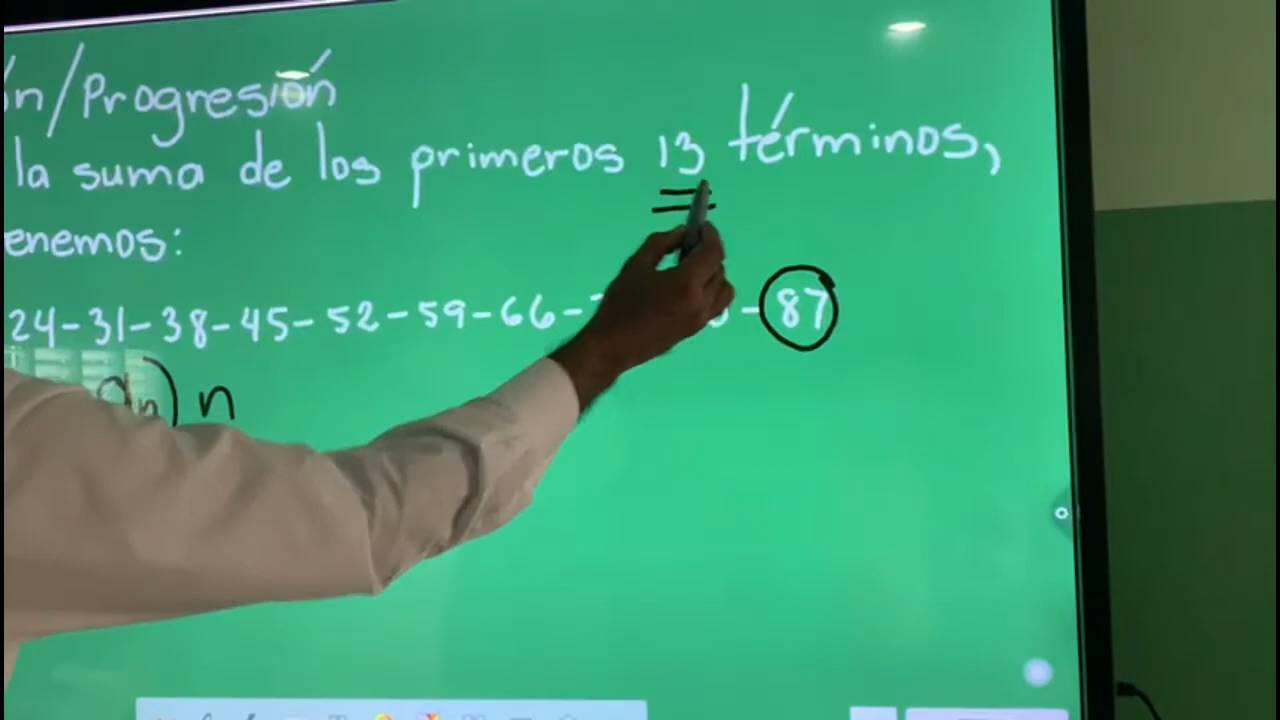 ón/Progresión
la suma de los primeros 13 términos,
enemos:
24-31-38-45-52-59-66- - 87
n) n